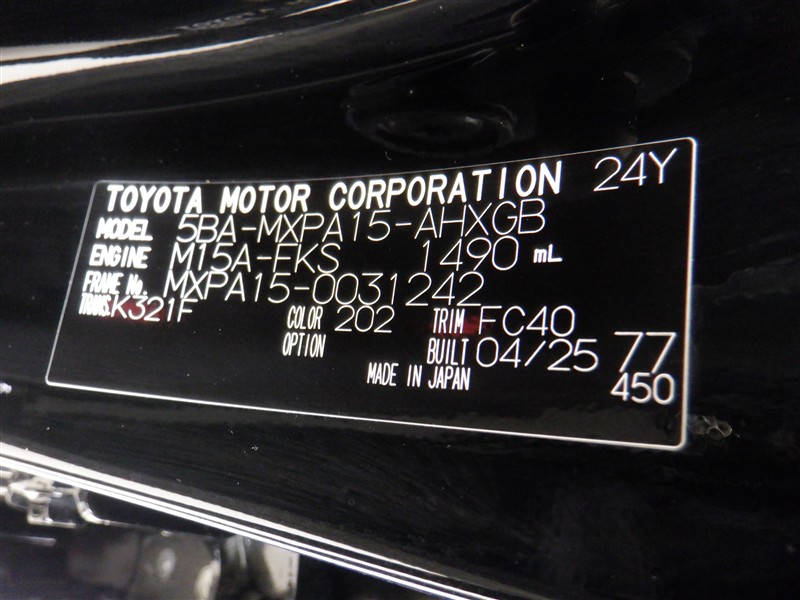 TOYOTA MOTOR CORPORATION 24Y
MODEL 5BA-MXPA15-AHXGB
ENGINE M15A-FKS 1490 mL
FRAME No. MXPA15-0031242
TRANS. K321F COLOR 202 TRIM FC40
OPTION BUILT 04/25 77
MADE IN JAPAN 450